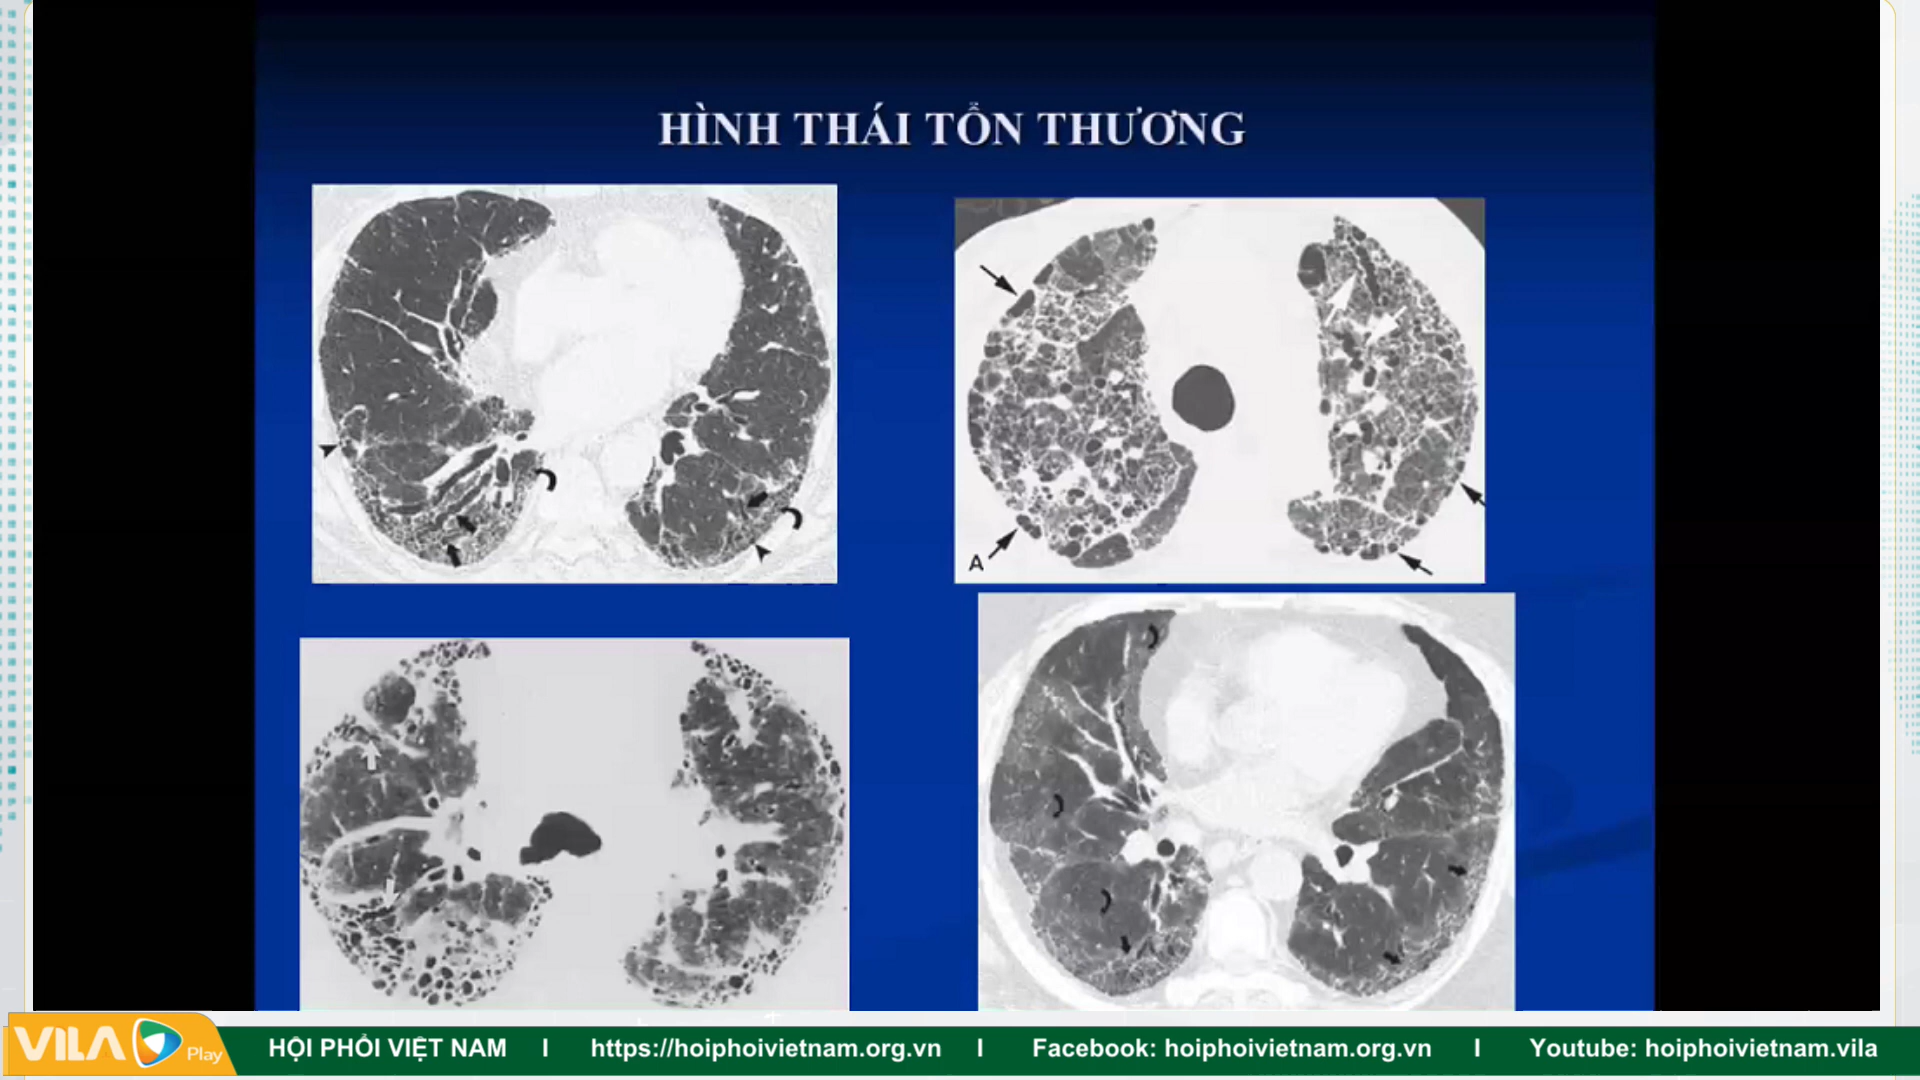 HÌNH THÁI TỔN THƯƠNG
A
VILA Play
HỘI PHỔI VIỆT NAM I https://hoiphoivietnam.org.vn I Facebook: hoiphoivietnam.org.vn I Youtube: hoiphoivietnam.vila